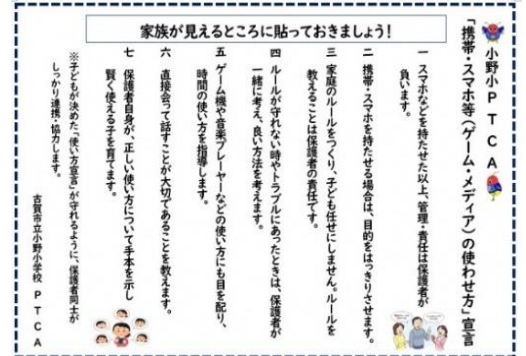 家族が見えるところに貼っておきましょう!
小野小PTCA
「携帯・スマホ等(ゲーム・メディア)の使わせ方」宣言
一 スマホなどを持たせた以上、管理・責任は保護者が
負います。
二 携帯・スマホを持たせる場合は、目的をはっきりさせます。
三 家庭のルールをつくり、子ども任せにしません。ルールを
教えることは保護者の責任です。
四 ルールが守れない時やトラブルにあったときは、保護者が
一緒に考え、良い方法を考えます。
五 ゲーム機や音楽プレーヤーなどの使い方にも目を配り、
時間の使い方を指導します。
六 直接会って話すことが大切であることを教えます。
七 保護者自身が、正しい使い方について手本を示し
賢く使える子を育てます。
※子どもが決めた「使い方宣言」が守れるように、保護者同士が
しっかり連携・協力します。
古賀市立小野小学校 PTCA